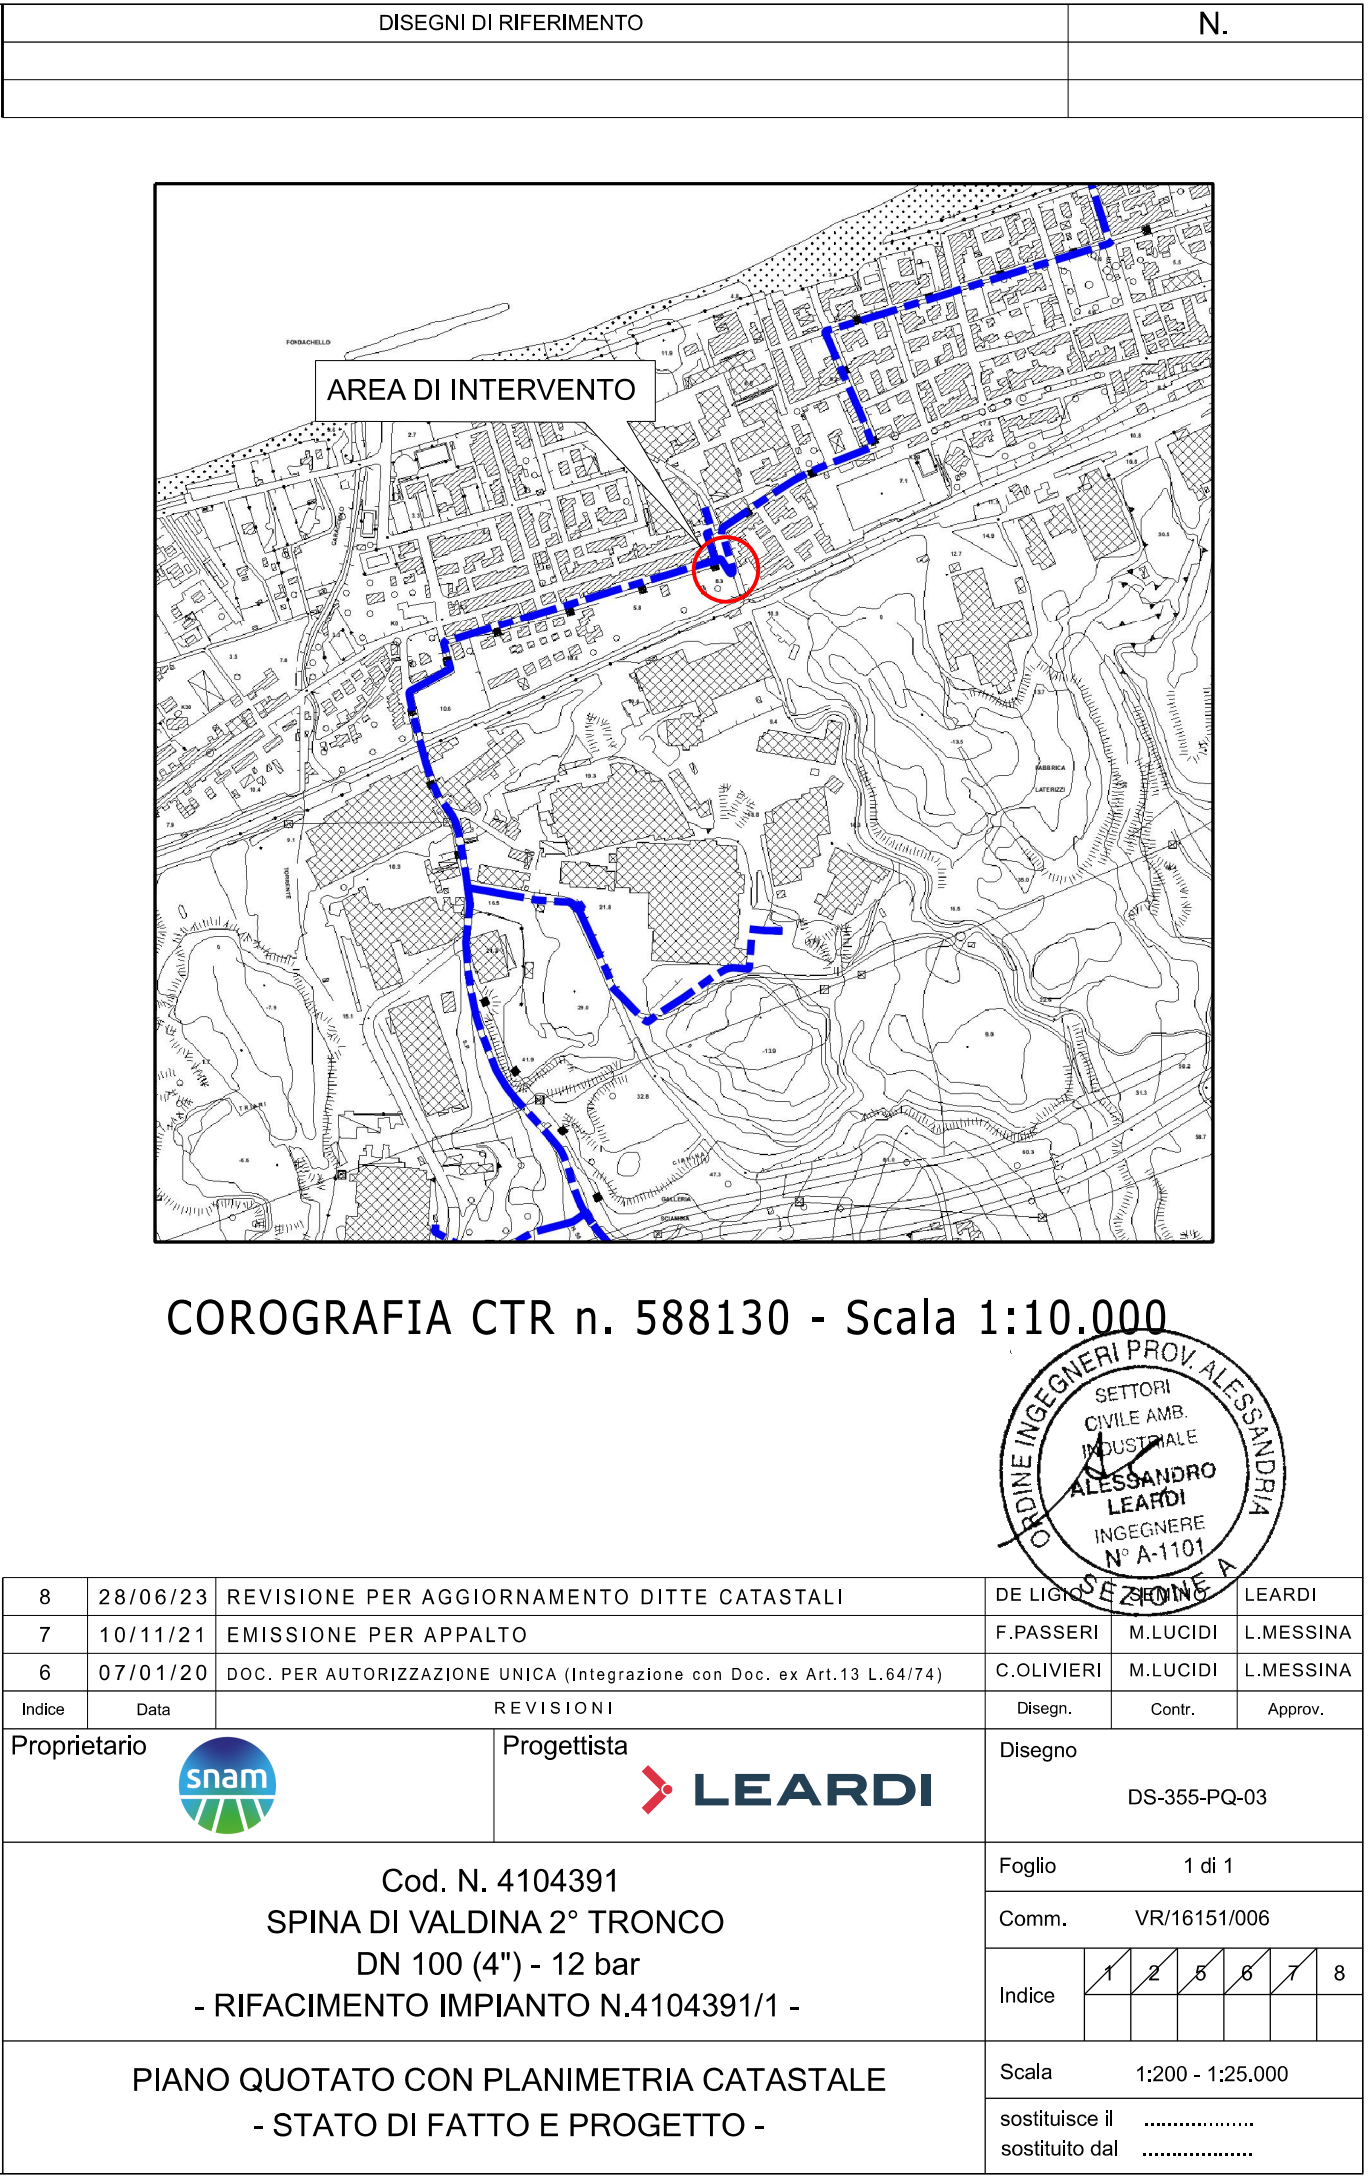 DISEGNI DI RIFERIMENTO N.
FONDACHELLO
AREA DI INTERVENTO
FABBRICA
LATERIZZI
TORRENTE
TRIARI
GALLERIA
SCIANINA
COROGRAFIA CTR n. 588130 - Scala 1:10.000
ORDINE INGEGNERI PROV. ALESSANDRIA
SETTORI
CIVILE AMB.
INDUSTRIALE
ALESSANDRO
LEARDI
INGEGNERE
N° A-1101
SEZIONE A
8 28/06/23 REVISIONE PER AGGIORNAMENTO DITTE CATASTALI DE LIGIO SEMINO LEARDI
7 10/11/21 EMISSIONE PER APPALTO F.PASSERI M.LUCIDI L.MESSINA
6 07/01/20 DOC. PER AUTORIZZAZIONE UNICA (Integrazione con Doc. ex Art.13 L.64/74) C.OLIVIERI M.LUCIDI L.MESSINA
Indice Data REVISIONI Disegn. Contr. Approv.
Proprietario
snam
Progettista
LEARDI
Disegno
DS-355-PQ-03
Cod. N. 4104391
SPINA DI VALDINA 2° TRONCO
DN 100 (4") - 12 bar
- RIFACIMENTO IMPIANTO N.4104391/1 -
Foglio 1 di 1
Comm. VR/16151/006
Indice 1 2 5 6 7 8
PIANO QUOTATO CON PLANIMETRIA CATASTALE
- STATO DI FATTO E PROGETTO -
Scala 1:200 - 1:25.000
sostituisce il ...................
sostituito dal ...................